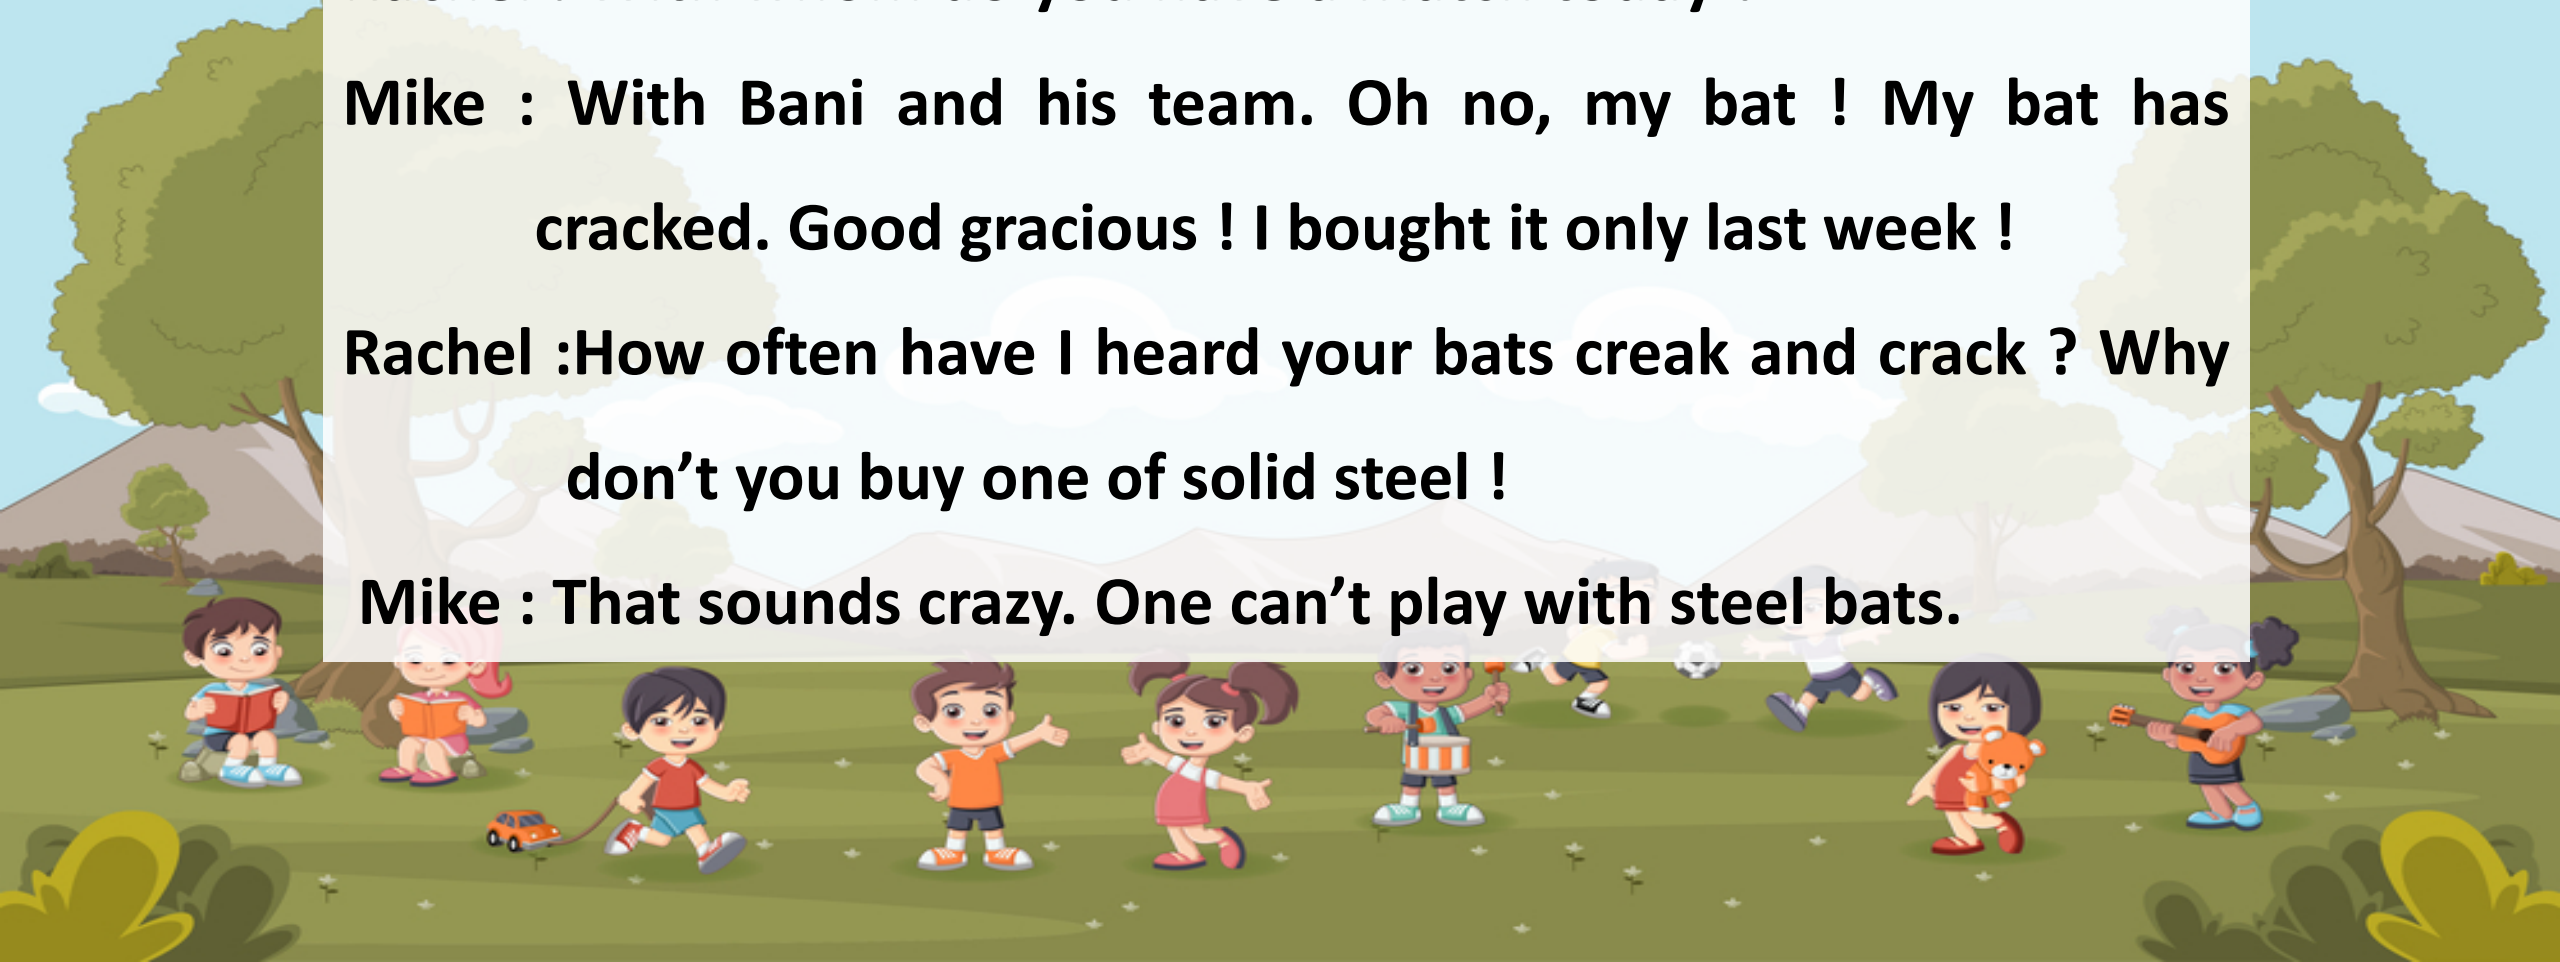 Mike : With Bani and his team. Oh no, my bat ! My bat has
cracked. Good gracious ! I bought it only last week !
Rachel :How often have I heard your bats creak and crack ? Why
don’t you buy one of solid steel !
Mike : That sounds crazy. One can’t play with steel bats.